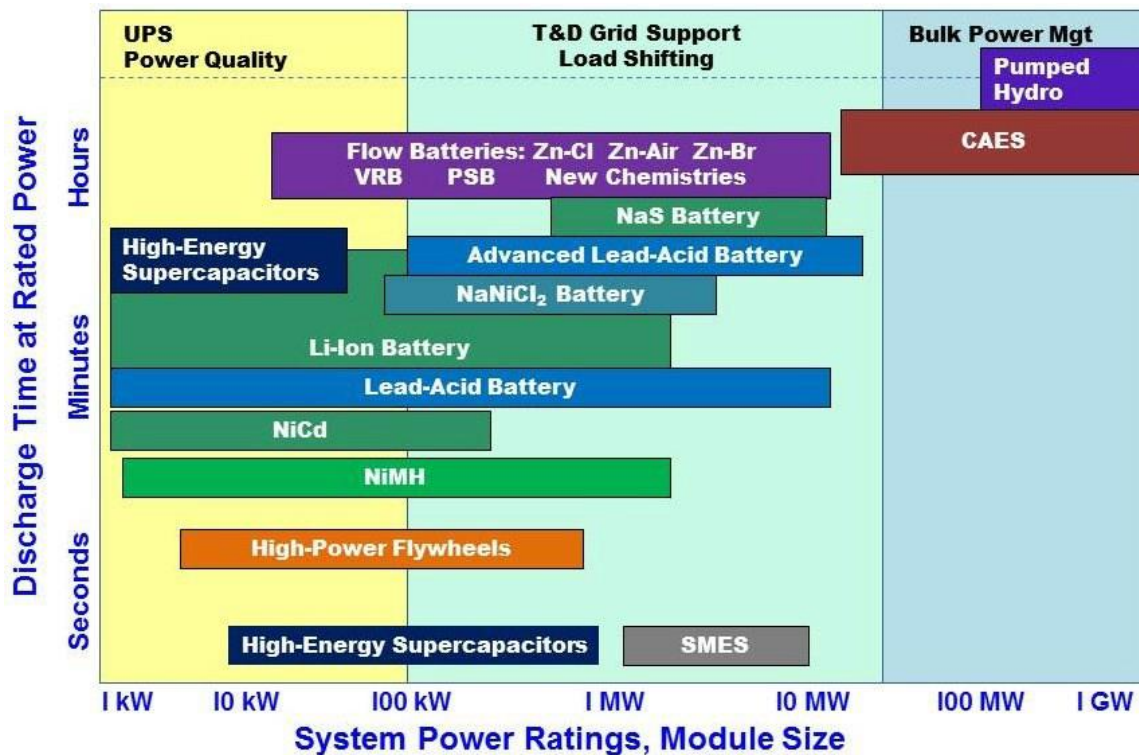 UPS
Power Quality
T&D Grid Support
Load Shifting
Bulk Power Mgt
Pumped
Hydro
CAES
Flow Batteries: Zn-Cl Zn-Air Zn-Br
VRB PSB New Chemistries
NaS Battery
High-Energy
Supercapacitors
Advanced Lead-Acid Battery
NaNiCl₂ Battery
Li-Ion Battery
Lead-Acid Battery
NiCd
NiMH
High-Power Flywheels
High-Energy Supercapacitors
SMES
Discharge Time at Rated Power
Hours
Minutes
Seconds
1 kW 10 kW 100 kW 1 MW 10 MW 100 MW 1 GW
System Power Ratings, Module Size